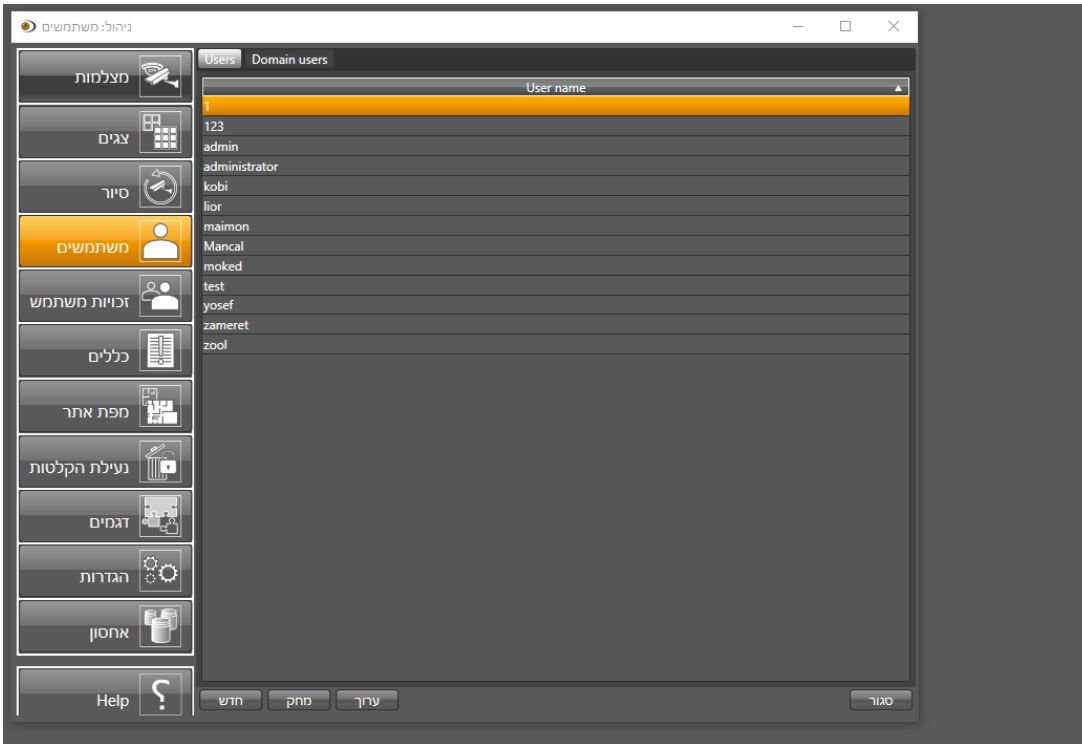 ניהול: משתמשים
מצלמות
צגים
סיור
משתמשים
זכויות משתמש
כללים
מפת אתר
נעילת הקלטות
דגמים
הגדרות
אחסון
Help
Users
Domain users
User name
1
123
admin
administrator
kobi
lior
maimon
Mancal
moked
test
yosef
zameret
zool
חדש
מחק
ערוך
סגור